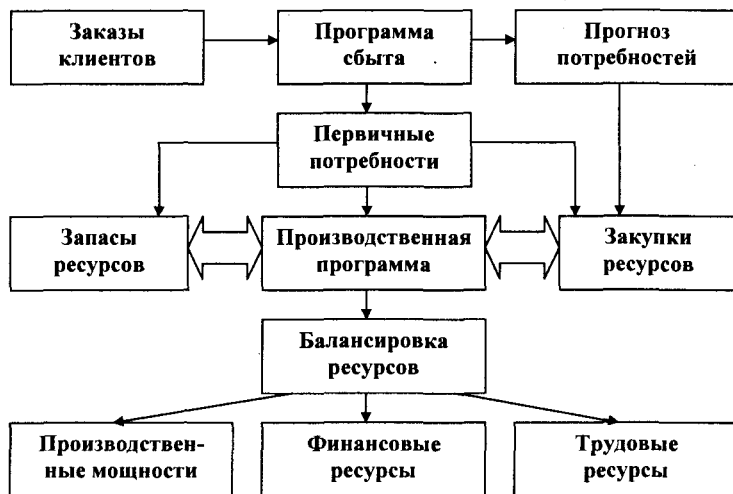 Заказы
клиентов
Программа
сбыта
Прогноз
потребностей
Первичные
потребности
Запасы
ресурсов
Производственная
программа
Закупки
ресурсов
Балансировка
ресурсов
Производствен-
ные мощности
Финансовые
ресурсы
Трудовые
ресурсы